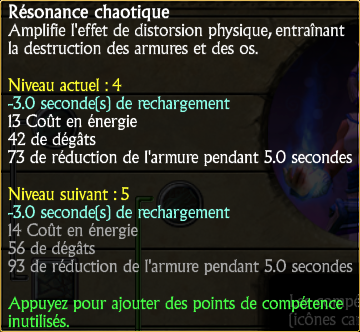 Résonance chaotique
Amplifie l'effet de distorsion physique, entraînant
la destruction des armures et des os.
Niveau actuel : 4
-3.0 seconde(s) de rechargement
13 Coût en énergie
42 de dégâts
73 de réduction de l'armure pendant 5.0 secondes
Niveau suivant : 5
-3.0 seconde(s) de rechargement
14 Coût en énergie
56 de dégâts
93 de réduction de l'armure pendant 5.0 secondes
Appuyez pour ajouter des points de compétence
inutilisés.